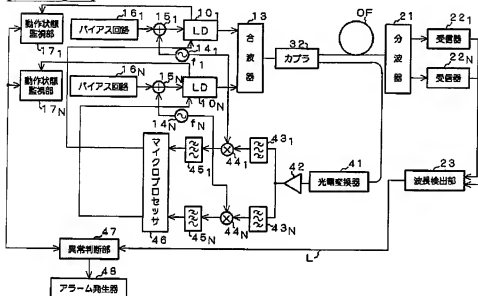 動作状態
監視部
17₁
バイアス回路
16₁
15₁
10₁
LD
14₁
f₁
13
合波器
32
カプラ
OF
21
分波部
22₁
受信器
22N
受信器
動作状態
監視部
17N
バイアス回路
16N
15N
LD
10N
14N
fN
マイクロプロセッサ
46
45₁
44₁
43₁
42
41
光電変換器
45N
44N
43N
23
波長検出部
47
異常判断部
L
48
アラーム発生器